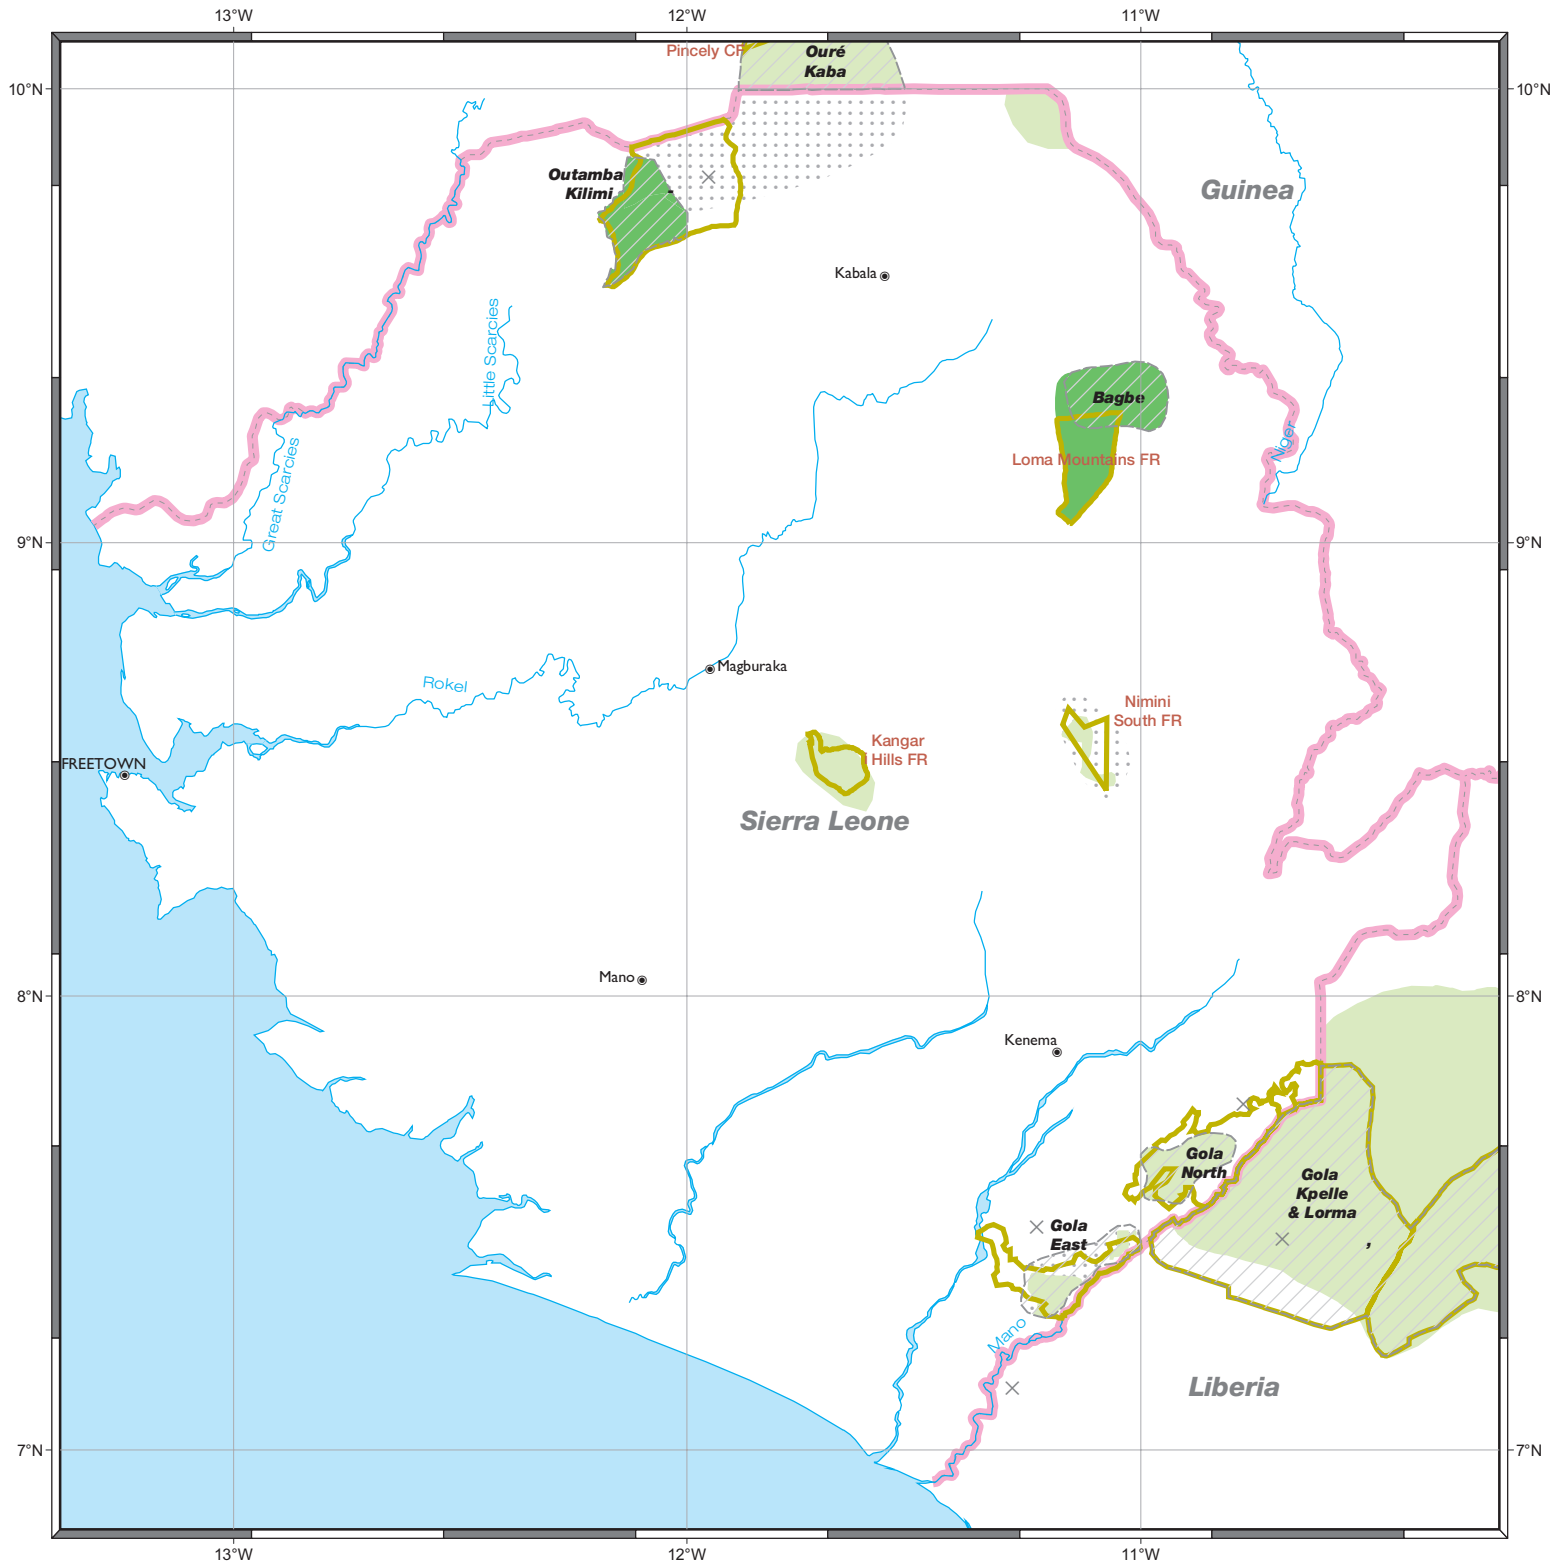 13°W
12°W
11°W
Pincely CF
Ouré
Kaba
10°N
10°N
Outamba
Kilimi
-
Guinea
Kabala
Little Scarcies
Bagbe
Great Scarcies
Niger
Loma Mountains FR
9°N
9°N
Magburaka
Rokel
Nimini
South FR
Kangar
i Hills FR
FREETOWN
Sierra Leone
Mano
8°N
8°N
Kenema
Gola
North
Gola
Kpelle
& Lorma
,
Gola
East
Mano
Liberia
7°N
7°N
13°W
12°W
11°W